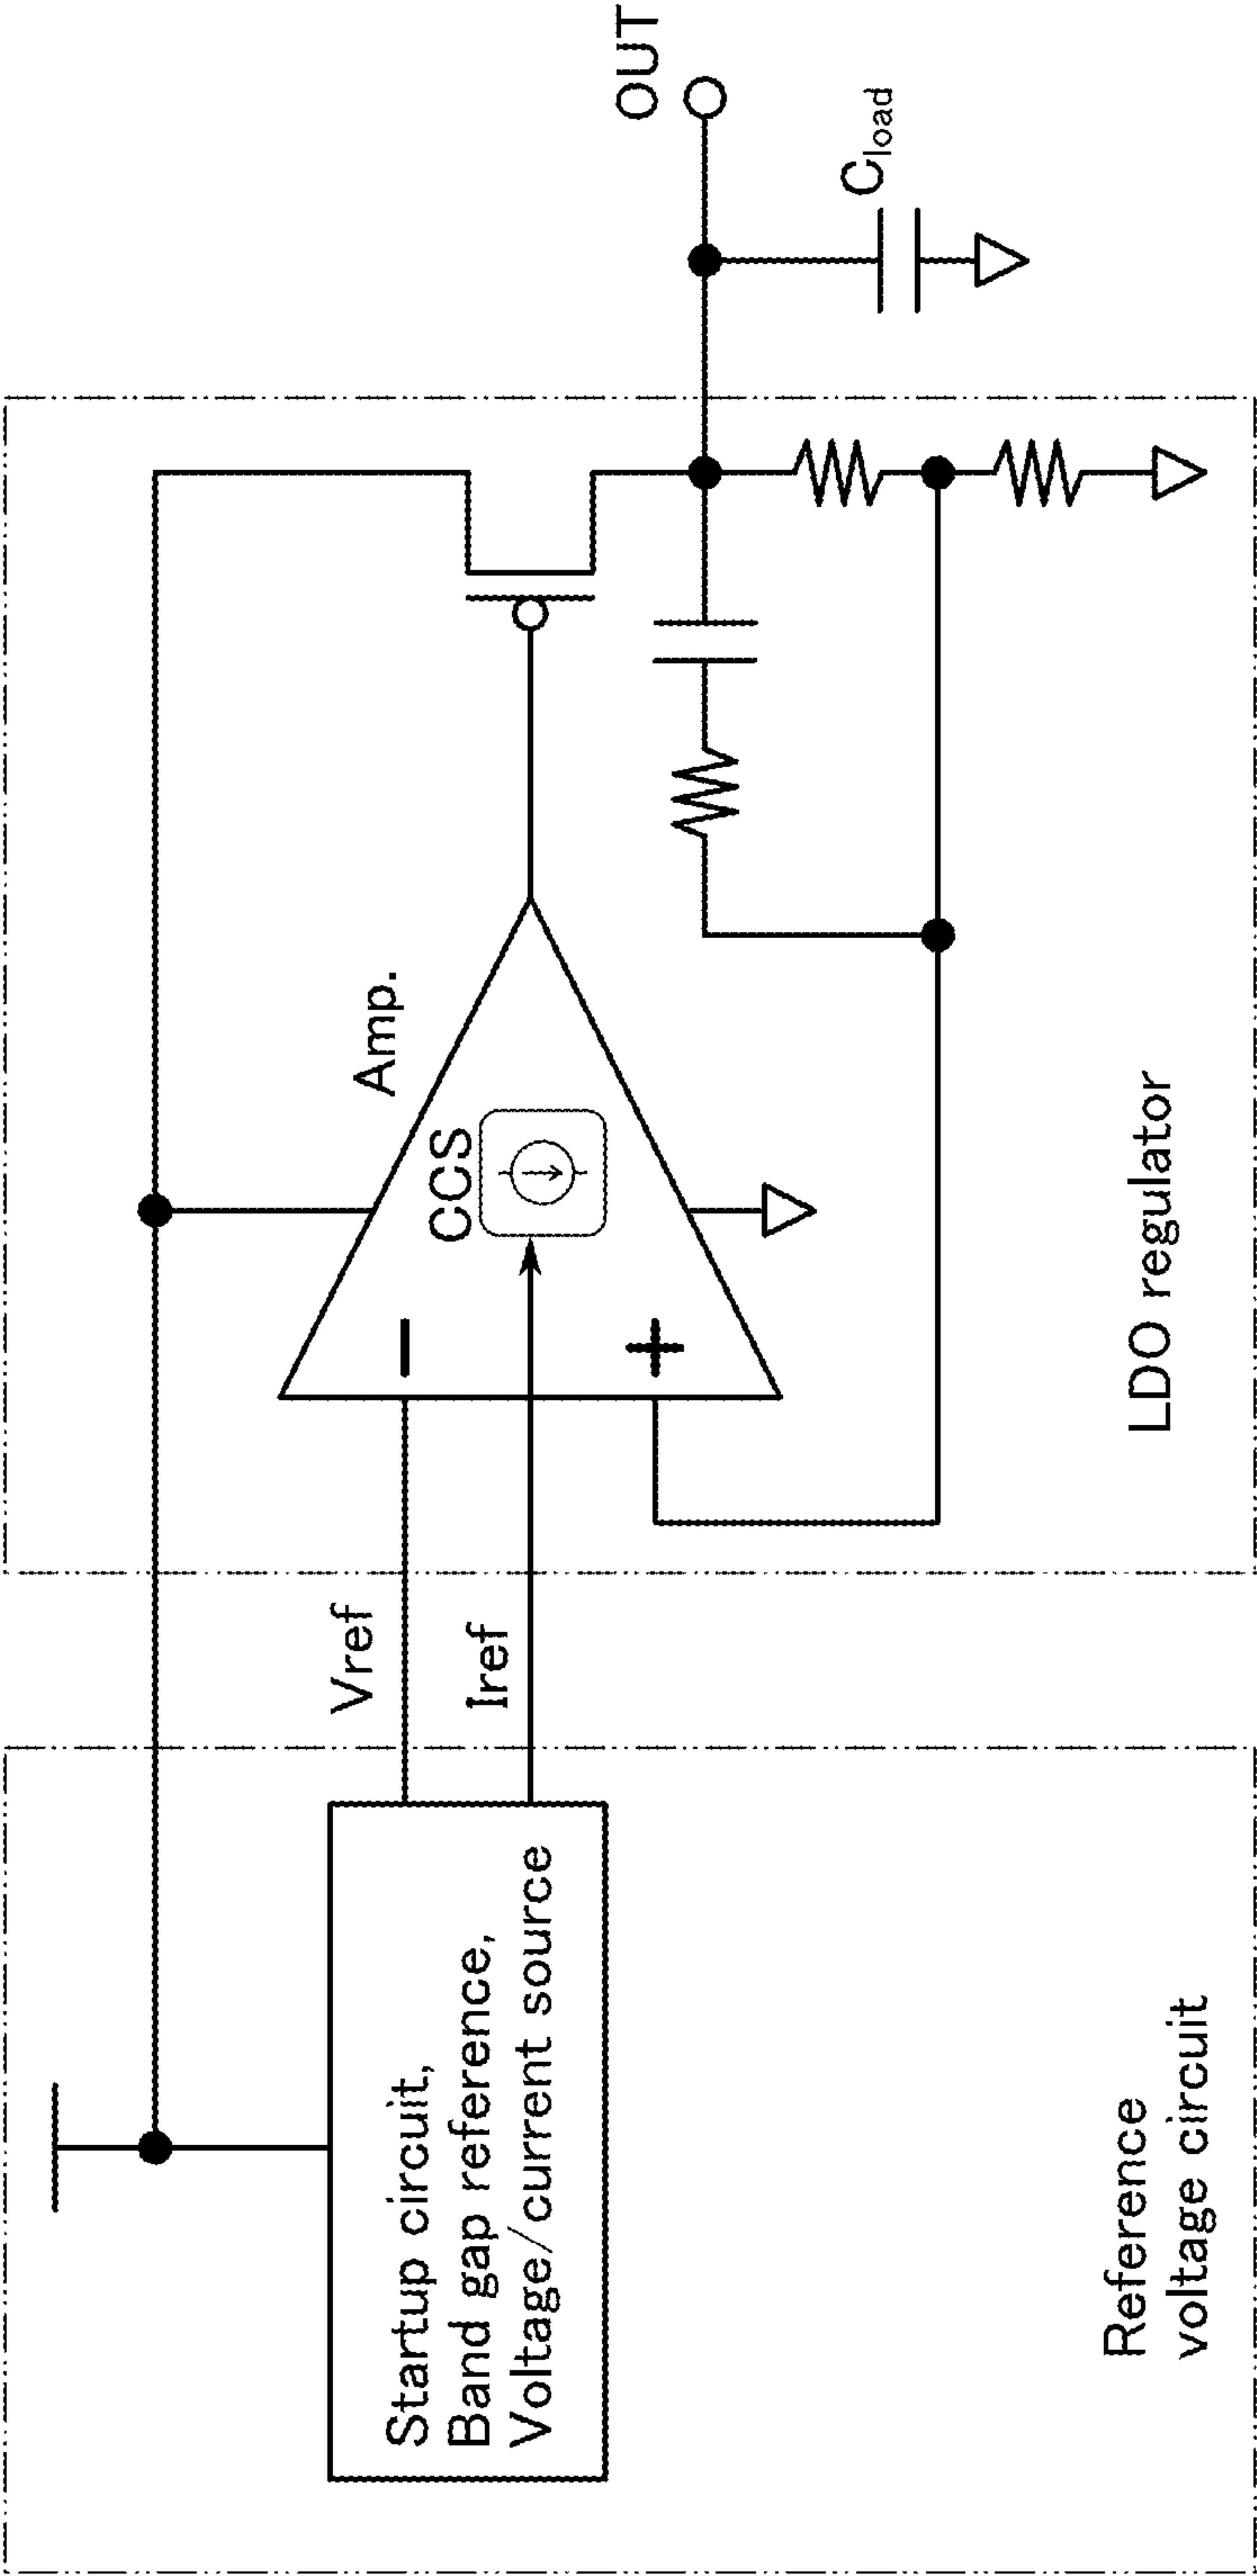 Startup circuit,
Band gap reference,
Voltage/current source
Reference
voltage circuit
Vref
Iref
−
+
CCS
Amp.
LDO regulator
OUT
Cload